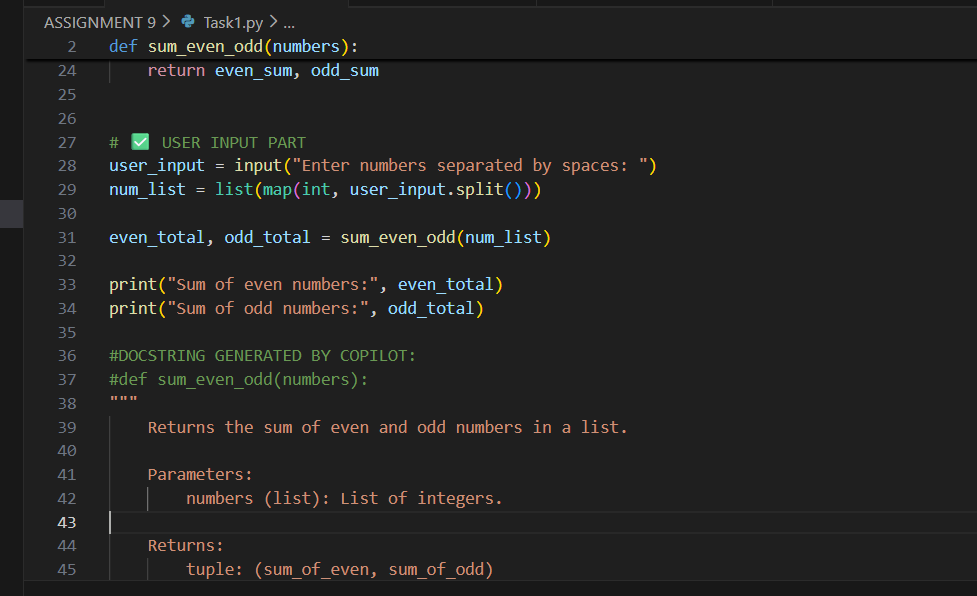 ASSIGNMENT 9 > Task1.py > ...
2 def sum_even_odd(numbers):
24 return even_sum, odd_sum
25
26
27 # ✅ USER INPUT PART
28 user_input = input("Enter numbers separated by spaces: ")
29 num_list = list(map(int, user_input.split()))
30
31 even_total, odd_total = sum_even_odd(num_list)
32
33 print("Sum of even numbers:", even_total)
34 print("Sum of odd numbers:", odd_total)
35
36 #DOCSTRING GENERATED BY COPILOT:
37 #def sum_even_odd(numbers):
38 """
39 Returns the sum of even and odd numbers in a list.
40
41 Parameters:
42 numbers (list): List of integers.
43
44 Returns:
45 tuple: (sum_of_even, sum_of_odd)